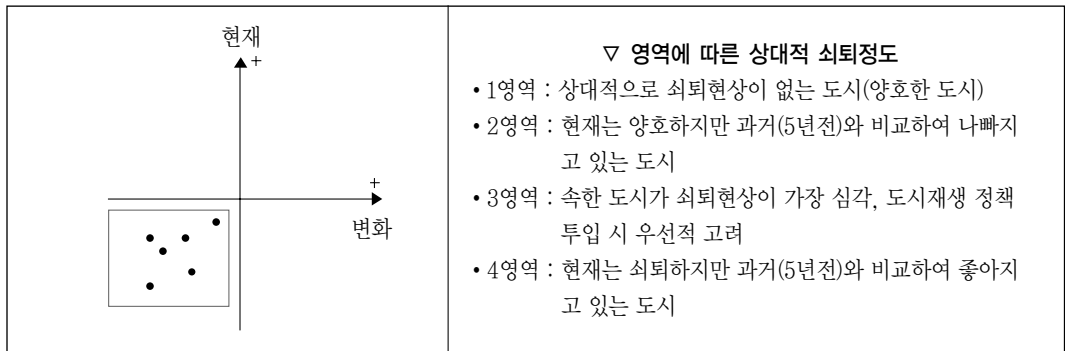 현재
+
+
변화
▽ 영역에 따른 상대적 쇠퇴정도
• 1영역 : 상대적으로 쇠퇴현상이 없는 도시(양호한 도시)
• 2영역 : 현재는 양호하지만 과거(5년전)와 비교하여 나빠지
고 있는 도시
• 3영역 : 속한 도시가 쇠퇴현상이 가장 심각, 도시재생 정책
투입 시 우선적 고려
• 4영역 : 현재는 쇠퇴하지만 과거(5년전)와 비교하여 좋아지
고 있는 도시